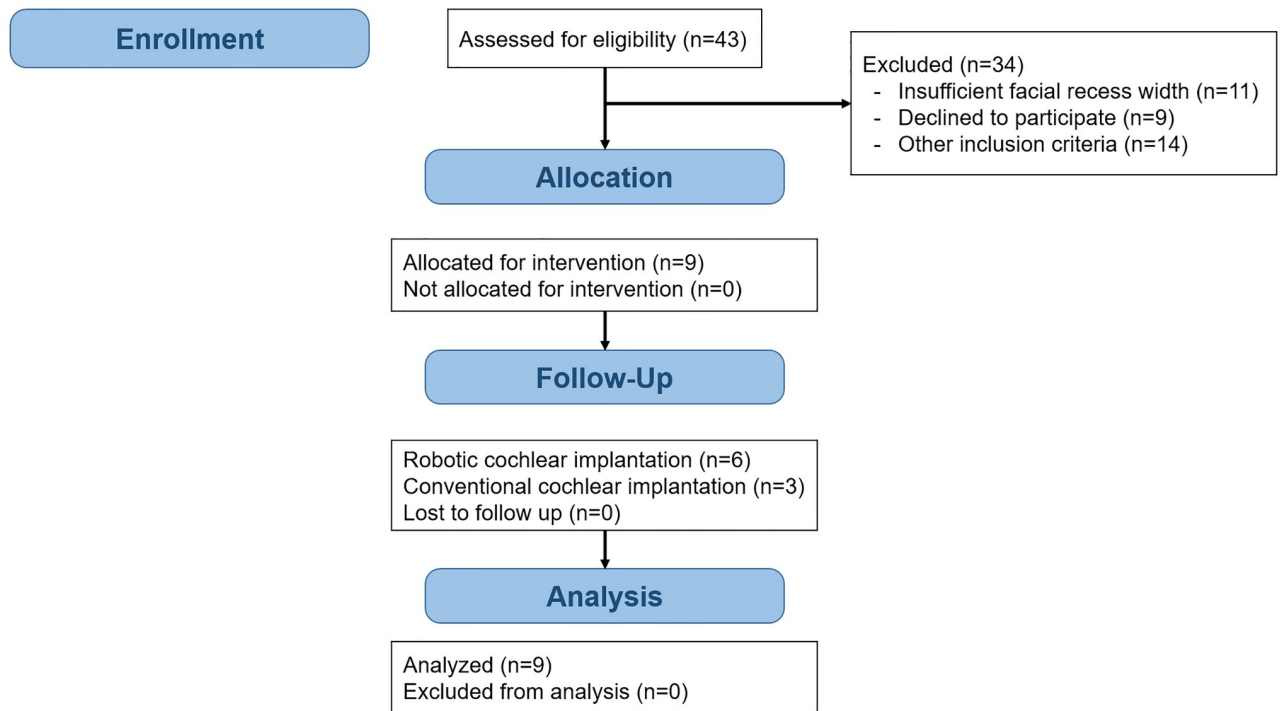 Enrollment
Assessed for eligibility (n=43)
Excluded (n=34)
- Insufficient facial recess width (n=11)
- Declined to participate (n=9)
- Other inclusion criteria (n=14)
Allocation
Allocated for intervention (n=9)
Not allocated for intervention (n=0)
Follow-Up
Robotic cochlear implantation (n=6)
Conventional cochlear implantation (n=3)
Lost to follow up (n=0)
Analysis
Analyzed (n=9)
Excluded from analysis (n=0)